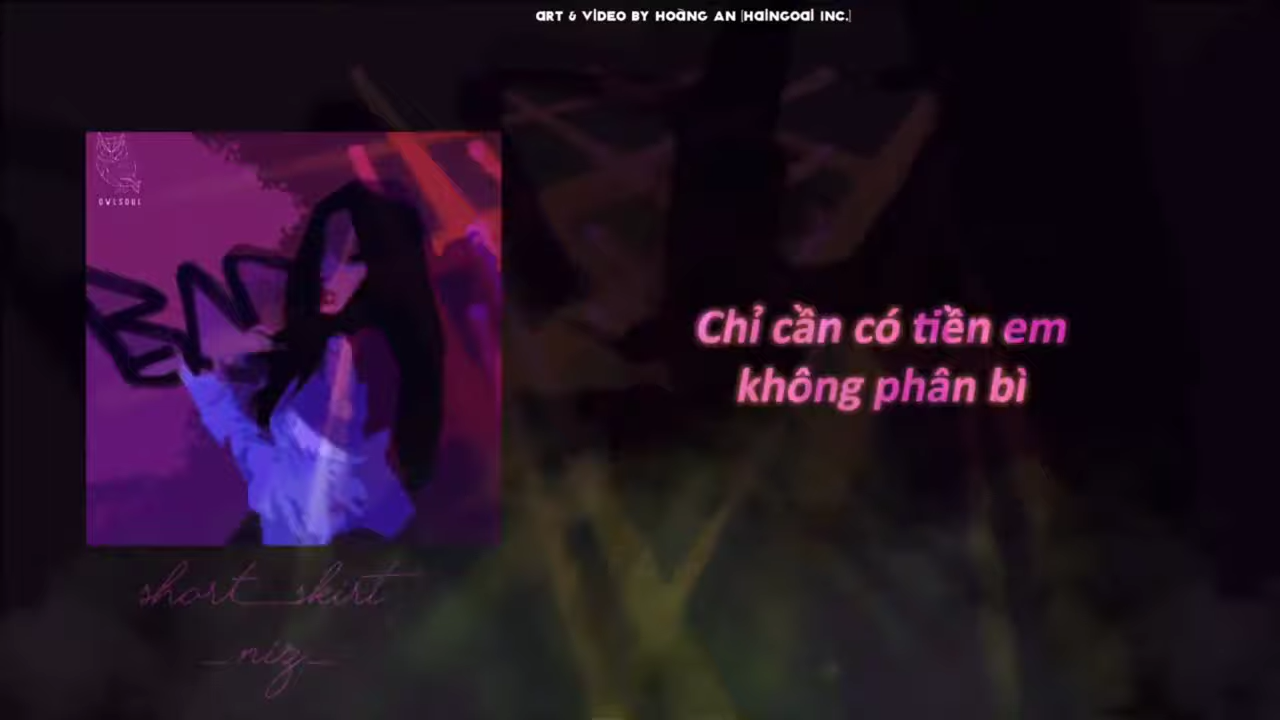 ART & VIDEO BY HOÀNG AN [HAINGOAI INC.]
OWLSOUL
Chỉ cần có tiền em
không phân bì
short_skirt
_niz_